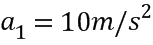 a₁ = 10m/s²